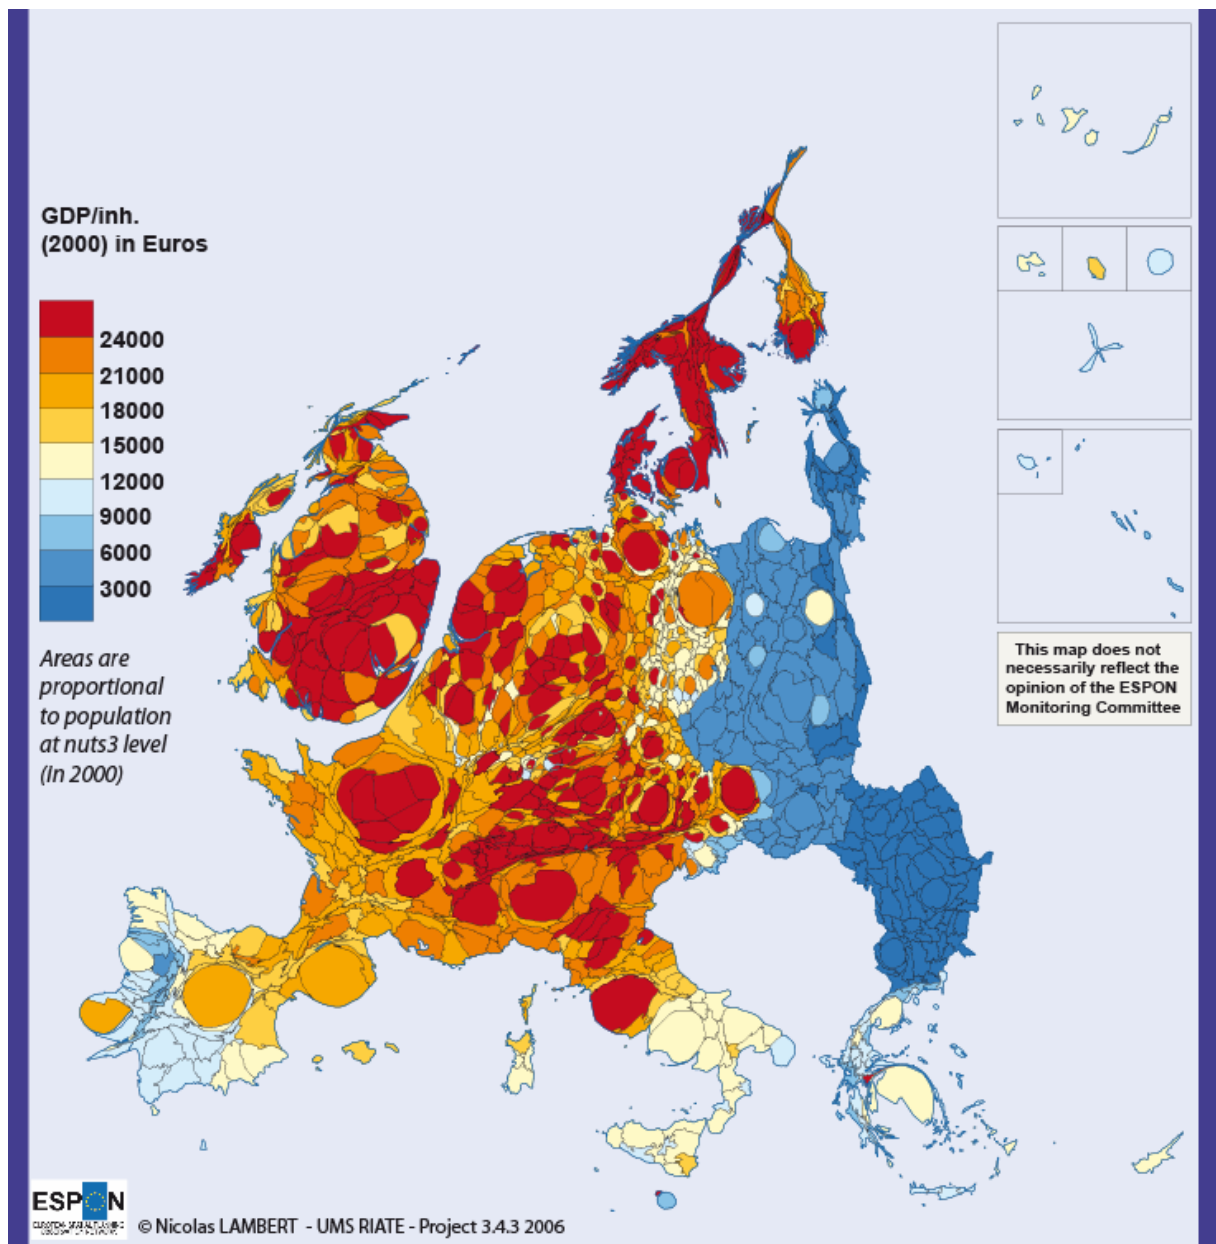 GDP/inh.
(2000) in Euros
24000
21000
18000
15000
12000
9000
6000
3000
Areas are
proportional
to population
at nuts3 level
(in 2000)
This map does not
necessarily reflect the
opinion of the ESPON
Monitoring Committee
ESPON
© Nicolas LAMBERT - UMS RIATE - Project 3.4.3 2006